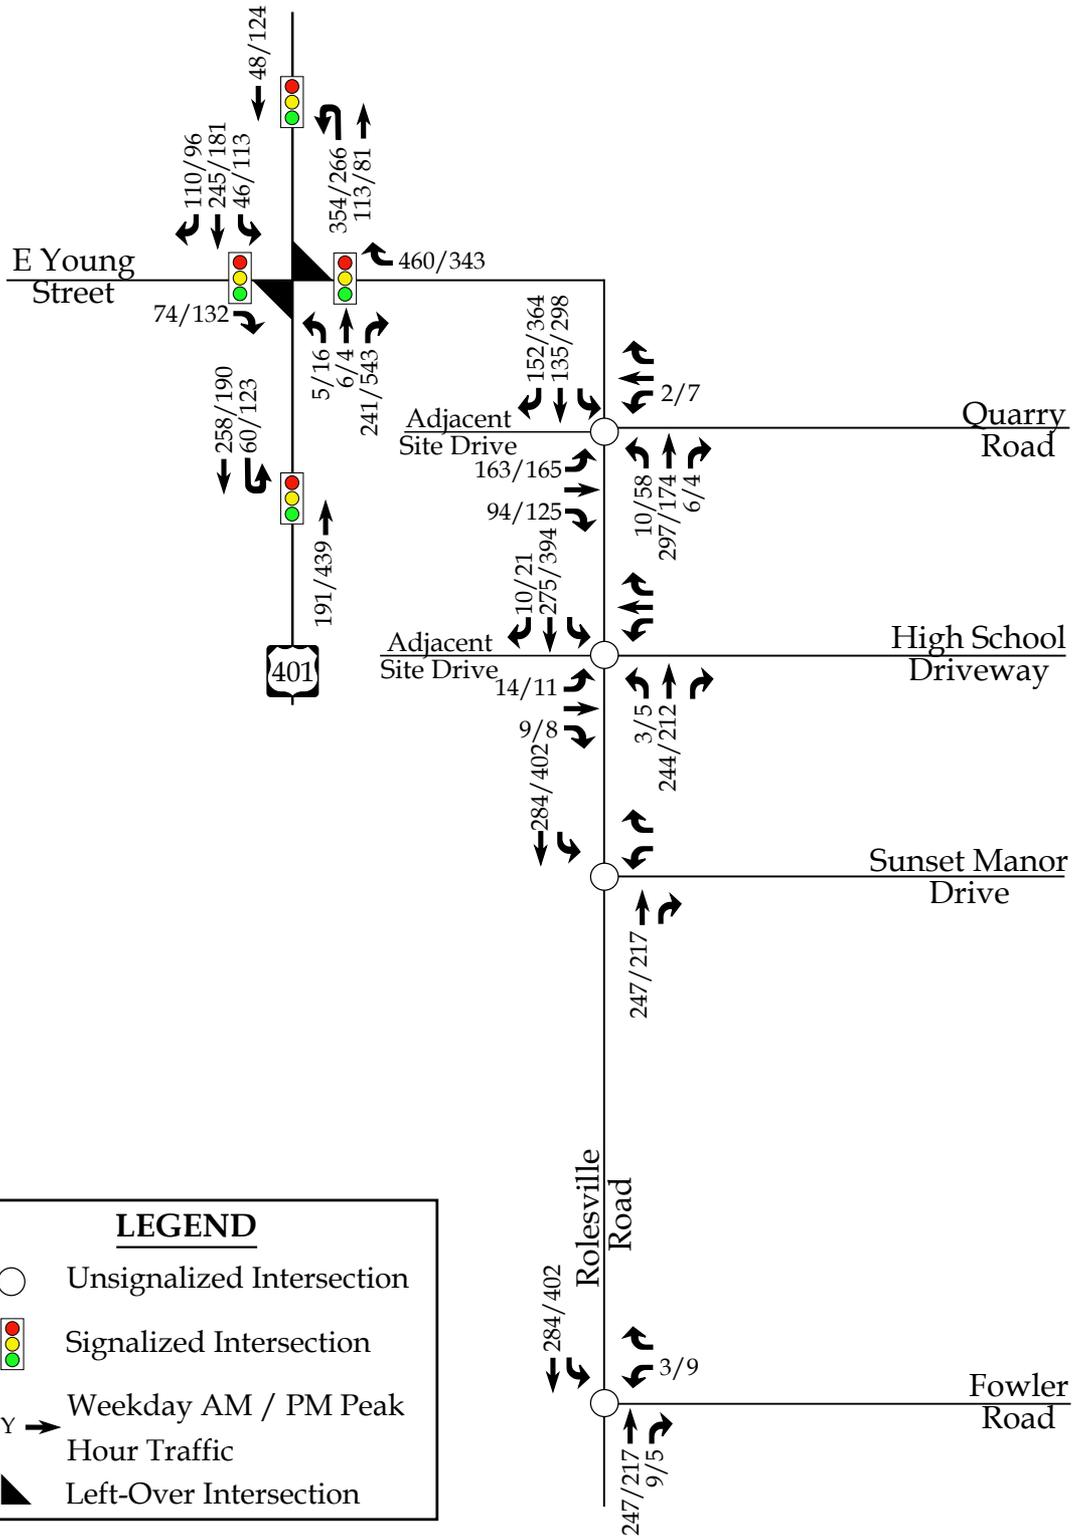 48/124
110/96
245/181
46/113
354/266
113/81
E Young
Street
460/343
74/132
5/16
6/4
241/543
258/190
60/123
191/439
401
152/364
135/298
2/7
Adjacent
Site Drive
Quarry
Road
163/165
94/125
10/58
297/174
6/4
10/21
275/394
Adjacent
Site Drive
High School
Driveway
14/11
9/8
3/5
244/212
284/402
Sunset Manor
Drive
247/217
Rolesville
Road
284/402
3/9
Fowler
Road
247/217
9/5
LEGEND
Unsignalized Intersection
Signalized Intersection
Y
Weekday AM / PM Peak
Hour Traffic
Left-Over Intersection